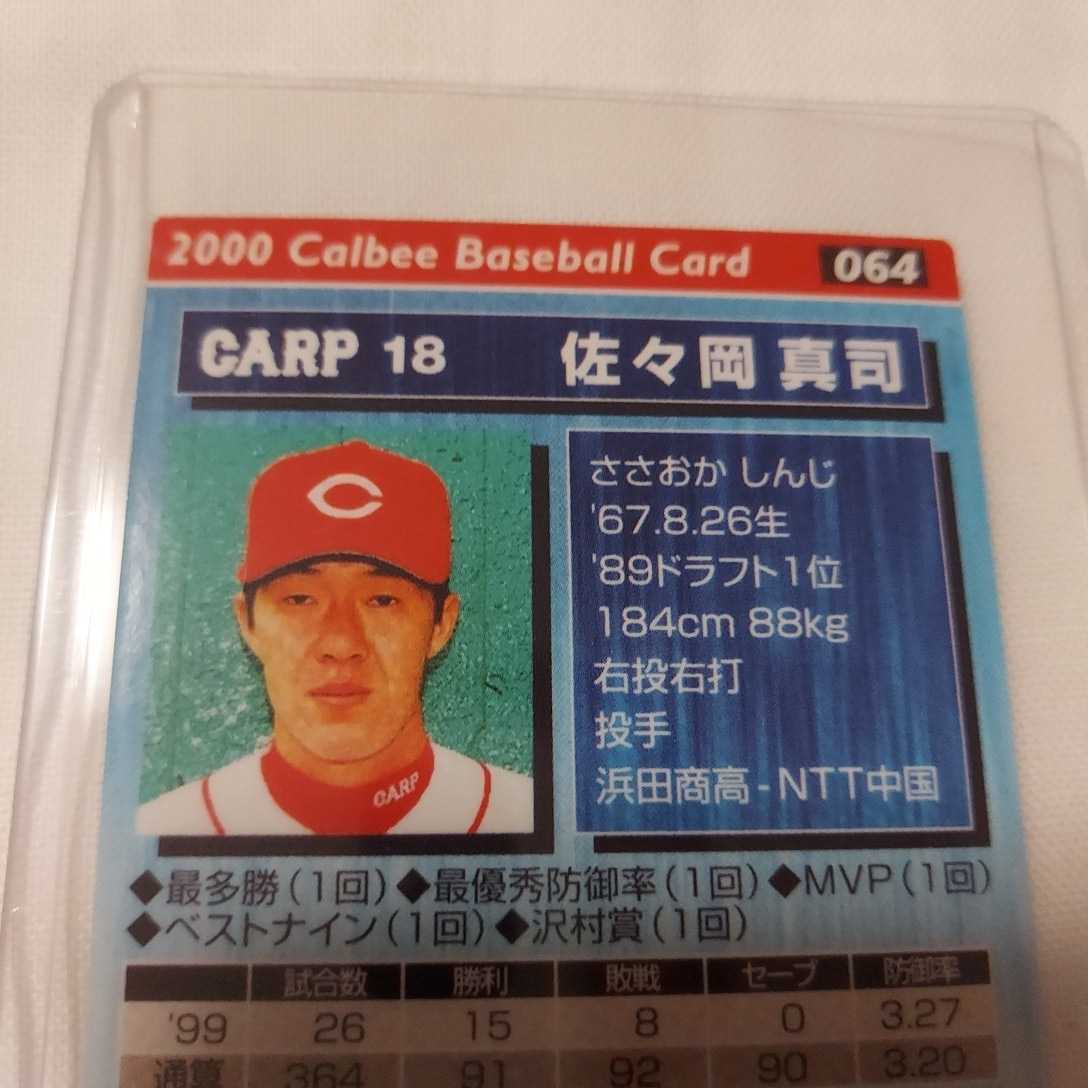 2000 Calbee Baseball Card 064
CARP 18 佐々岡 真司
ささおか しんじ
'67.8.26生
'89ドラフト1位
184cm 88kg
右投右打
投手
浜田商高-NTT中国
CARP
◆最多勝(1回)◆最優秀防御率(1回)◆MVP(1回)
◆ベストナイン(1回)◆沢村賞(1回)
試合数 勝利 敗戦 セーブ 防御率
'99 26 15 8 0 3.27
通算 364 91 92 90 3.20